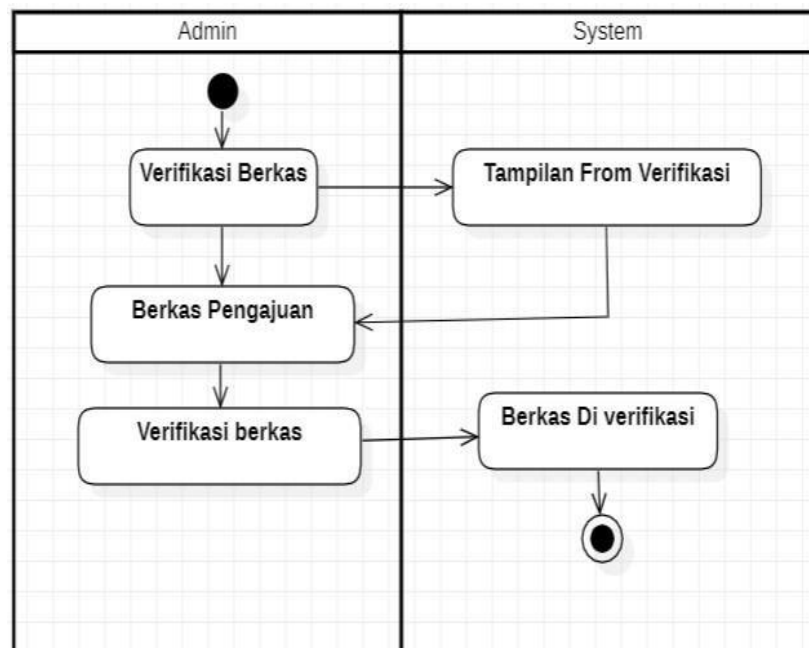 Admin
System
Verifikasi Berkas
Tampilan From Verifikasi
Berkas Pengajuan
Verifikasi berkas
Berkas Di verifikasi